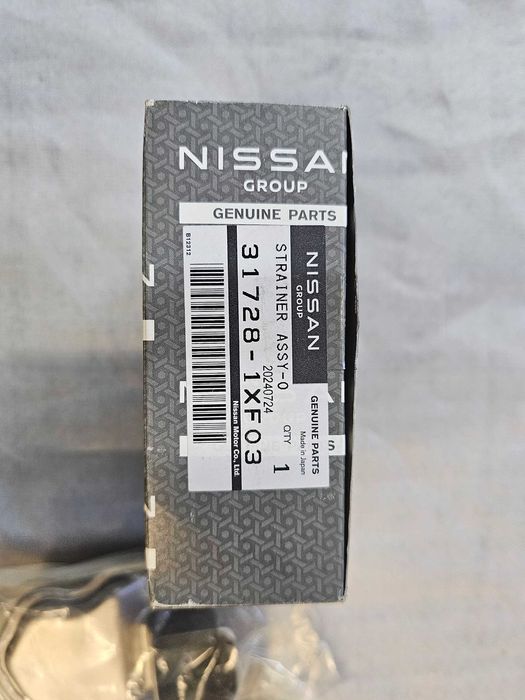 NISSAN
GROUP
GENUINE PARTS
B12312
NISSAN
GROUP
GENUINE PARTS
Made in Japan
STRAINER ASSY-O
QTY 1
20240724
31728-1XF03
Nissan Motor Co., Ltd.